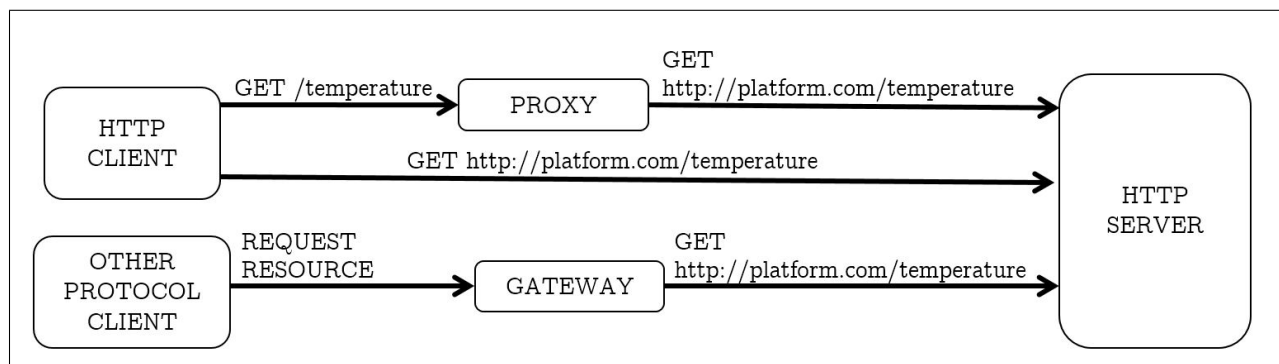 HTTP
CLIENT
GET /temperature
PROXY
GET
http://platform.com/temperature
GET http://platform.com/temperature
OTHER
PROTOCOL
CLIENT
REQUEST
RESOURCE
GATEWAY
GET
http://platform.com/temperature
HTTP
SERVER